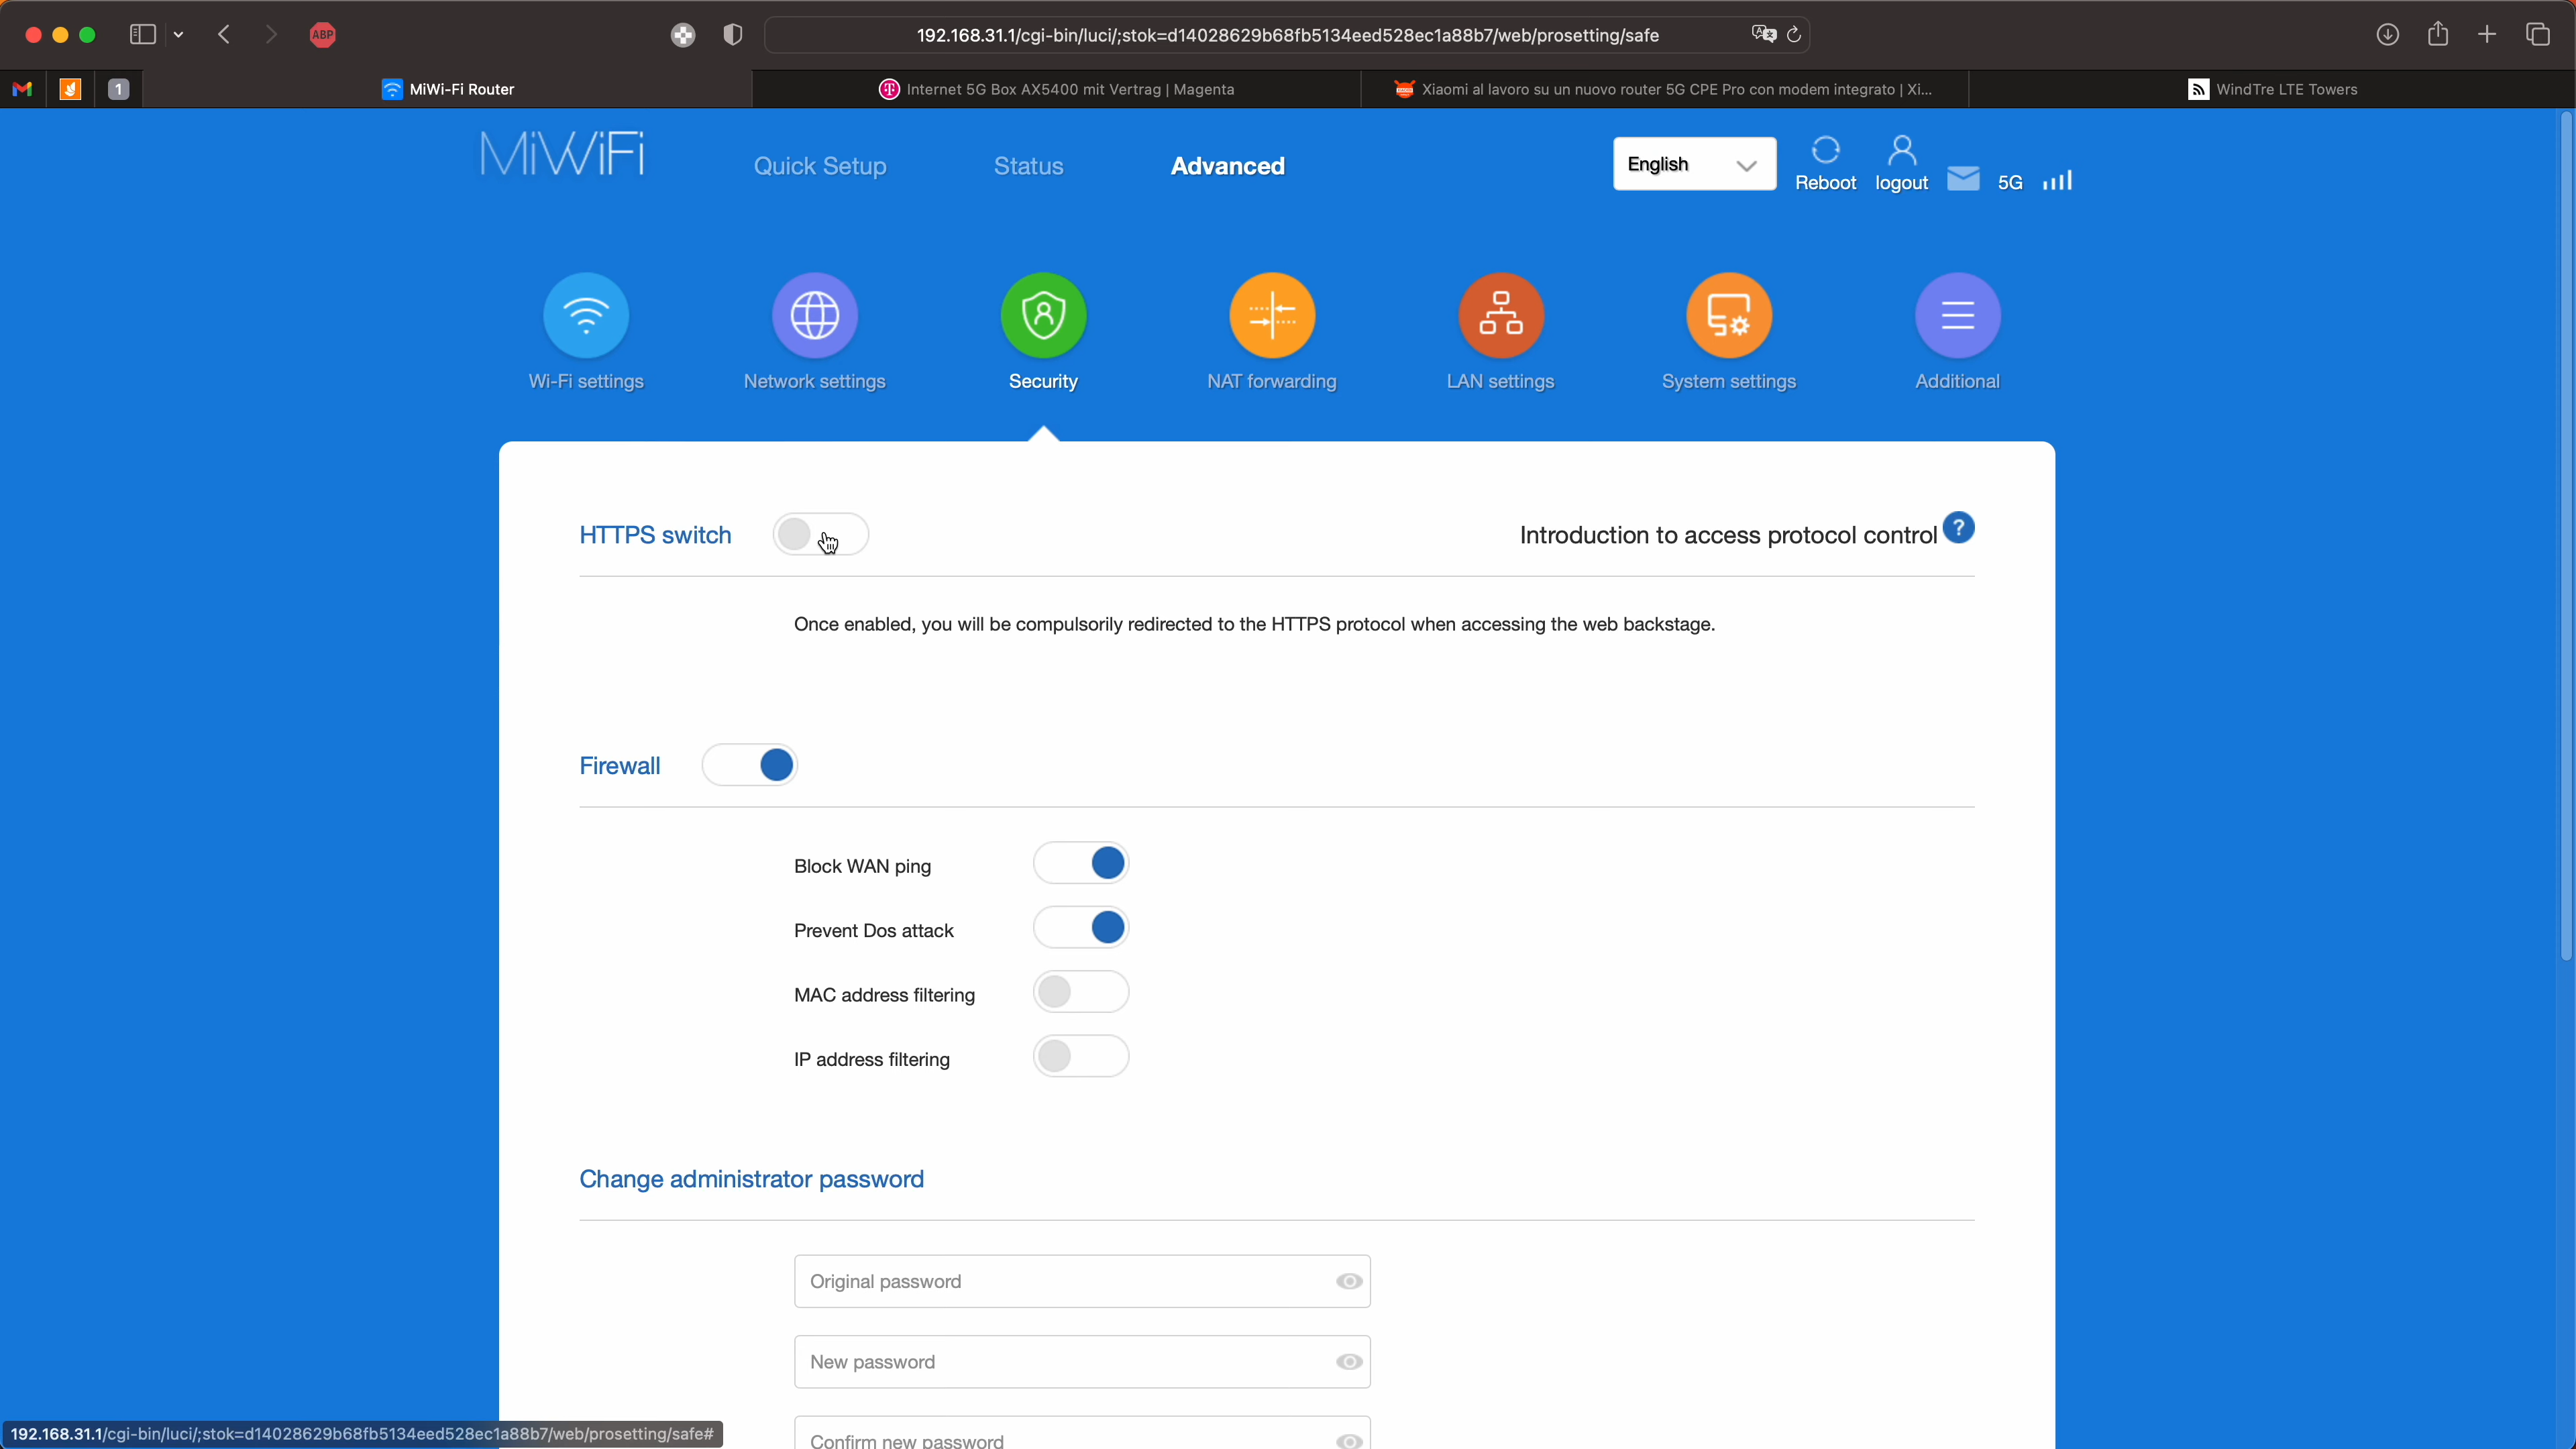 ABP
192.168.31.1/cgi-bin/luci/;stok=d14028629b68fb5134eed528ec1a88b7/web/prosetting/safe
1
MiWi-Fi Router
Internet 5G Box AX5400 mit Vertrag | Magenta
Xiaomi al lavoro su un nuovo router 5G CPE Pro con modem integrato | Xi...
WindTre LTE Towers
MiWiFi
Quick Setup
Status
Advanced
English
Reboot
logout
5G
Wi-Fi settings
Network settings
Security
NAT forwarding
LAN settings
System settings
Additional
HTTPS switch
Introduction to access protocol control ?
Once enabled, you will be compulsorily redirected to the HTTPS protocol when accessing the web backstage.
Firewall
Block WAN ping
Prevent Dos attack
MAC address filtering
IP address filtering
Change administrator password
Original password
New password
Confirm new password
192.168.31.1/cgi-bin/luci/;stok=d14028629b68fb5134eed528ec1a88b7/web/prosetting/safe#